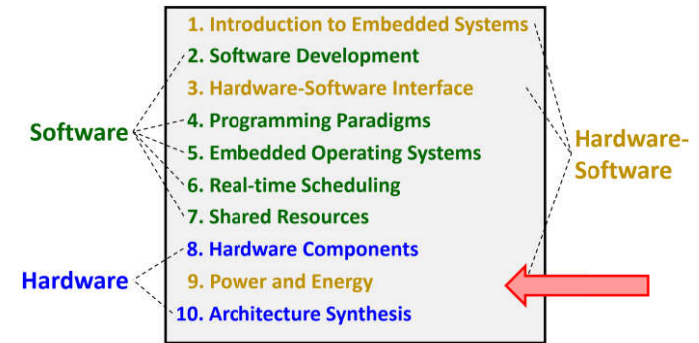 1. Introduction to Embedded Systems
2. Software Development
3. Hardware-Software Interface
4. Programming Paradigms
5. Embedded Operating Systems
6. Real-time Scheduling
7. Shared Resources
8. Hardware Components
9. Power and Energy
10. Architecture Synthesis
Software
Hardware
Hardware-
Software